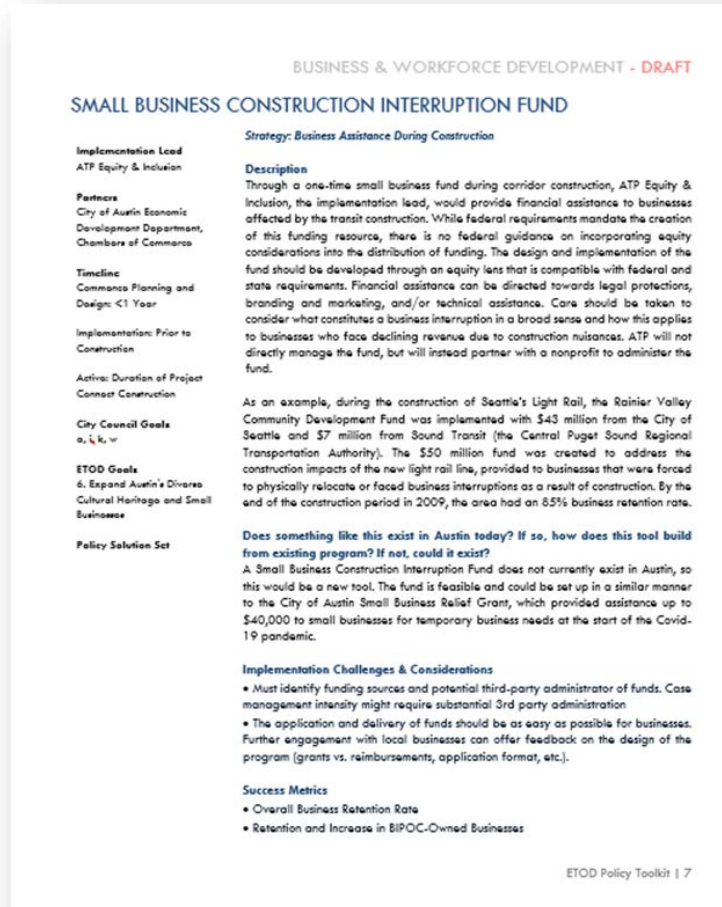 BUSINESS & WORKFORCE DEVELOPMENT - DRAFT
SMALL BUSINESS CONSTRUCTION INTERRUPTION FUND
Implementation Lead
ATP Equity & Inclusion
Partners
City of Austin Economic
Development Department,
Chambers of Commerce
Timeline
Commence Planning and
Design: <1 Year
Implementation: Prior to
Construction
Active: Duration of Project
Connect Construction
City Council Goals
a, i, k, w
ETOD Goals
6. Expand Austin's Diverse
Cultural Heritage and Small
Businesses
Policy Solution Set
Strategy: Business Assistance During Construction
Description
Through a one-time small business fund during corridor construction, ATP Equity &
Inclusion, the implementation lead, would provide financial assistance to businesses
affected by the transit construction. While federal requirements mandate the creation
of this funding resource, there is no federal guidance on incorporating equity
considerations into the distribution of funding. The design and implementation of the
fund should be developed through an equity lens that is compatible with federal and
state requirements. Financial assistance can be directed towards legal protections,
branding and marketing, and/or technical assistance. Care should be taken to
consider what constitutes a business interruption in a broad sense and how this applies
to businesses who face declining revenue due to construction nuisances. ATP will not
directly manage the fund, but will instead partner with a nonprofit to administer the
fund.
As an example, during the construction of Seattle's Light Rail, the Rainier Valley
Community Development Fund was implemented with $43 million from the City of
Seattle and $7 million from Sound Transit (the Central Puget Sound Regional
Transportation Authority). The $50 million fund was created to address the
construction impacts of the new light rail line, provided to businesses that were forced
to physically relocate or faced business interruptions as a result of construction. By the
end of the construction period in 2009, the area had an 85% business retention rate.
Does something like this exist in Austin today? If so, how does this tool build
from existing program? If not, could it exist?
A Small Business Construction Interruption Fund does not currently exist in Austin, so
this would be a new tool. The fund is feasible and could be set up in a similar manner
to the City of Austin Small Business Relief Grant, which provided assistance up to
$40,000 to small businesses for temporary business needs at the start of the Covid-
19 pandemic.
Implementation Challenges & Considerations
• Must identify funding sources and potential third-party administrator of funds. Case
management intensity might require substantial 3rd party administration
• The application and delivery of funds should be as easy as possible for businesses.
Further engagement with local businesses can offer feedback on the design of the
program (grants vs. reimbursements, application format, etc.).
Success Metrics
• Overall Business Retention Rate
• Retention and Increase in BIPOC-Owned Businesses
ETOD Policy Toolkit | 7